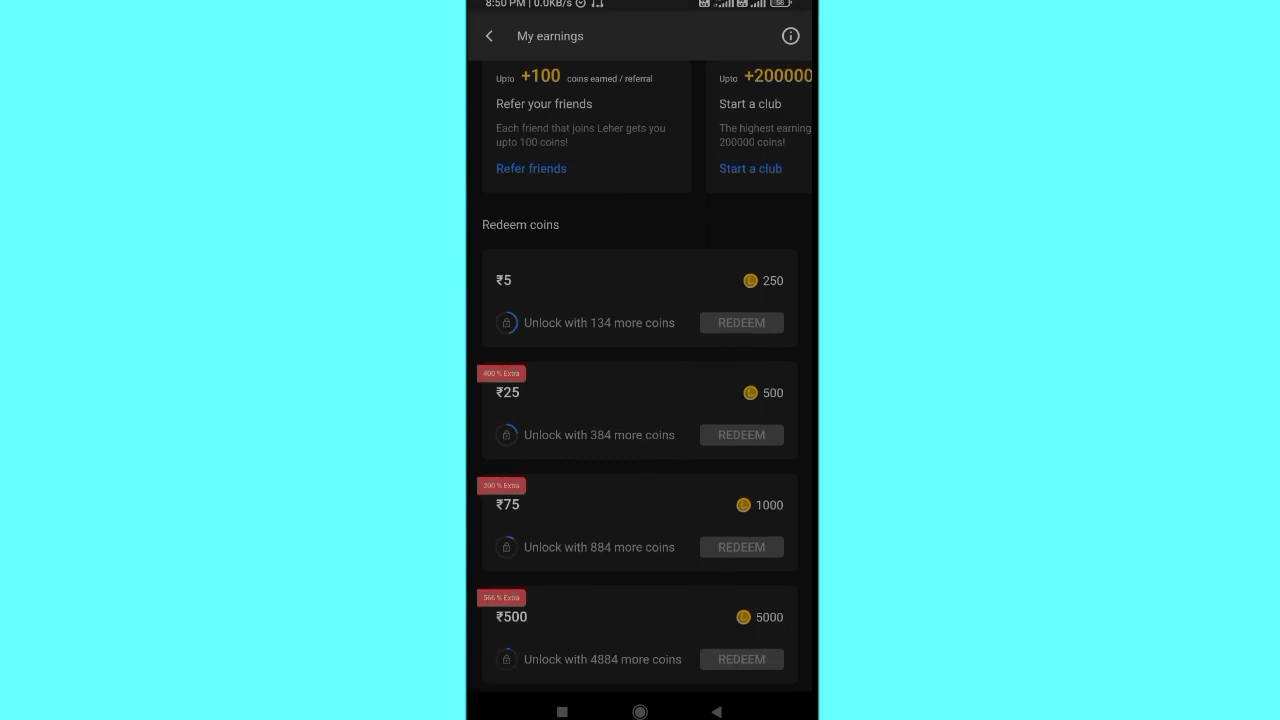 8:50 PM | 0.0KB/s
58
My earnings
Upto +100 coins earned / referral
Refer your friends
Each friend that joins Leher gets you
upto 100 coins!
Refer friends
Upto +200000
Start a club
The highest earning
200000 coins!
Start a club
Redeem coins
₹5
250
Unlock with 134 more coins
REDEEM
400 % Extra
₹25
500
Unlock with 384 more coins
REDEEM
200 % Extra
₹75
1000
Unlock with 884 more coins
REDEEM
566 % Extra
₹500
5000
Unlock with 4884 more coins
REDEEM